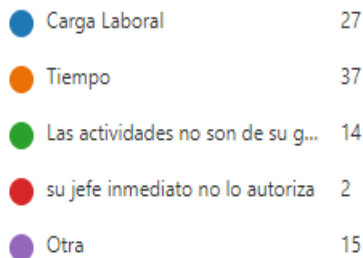 Carga Laboral 27
Tiempo 37
Las actividades no son de su g... 14
su jefe inmediato no lo autoriza 2
Otra 15